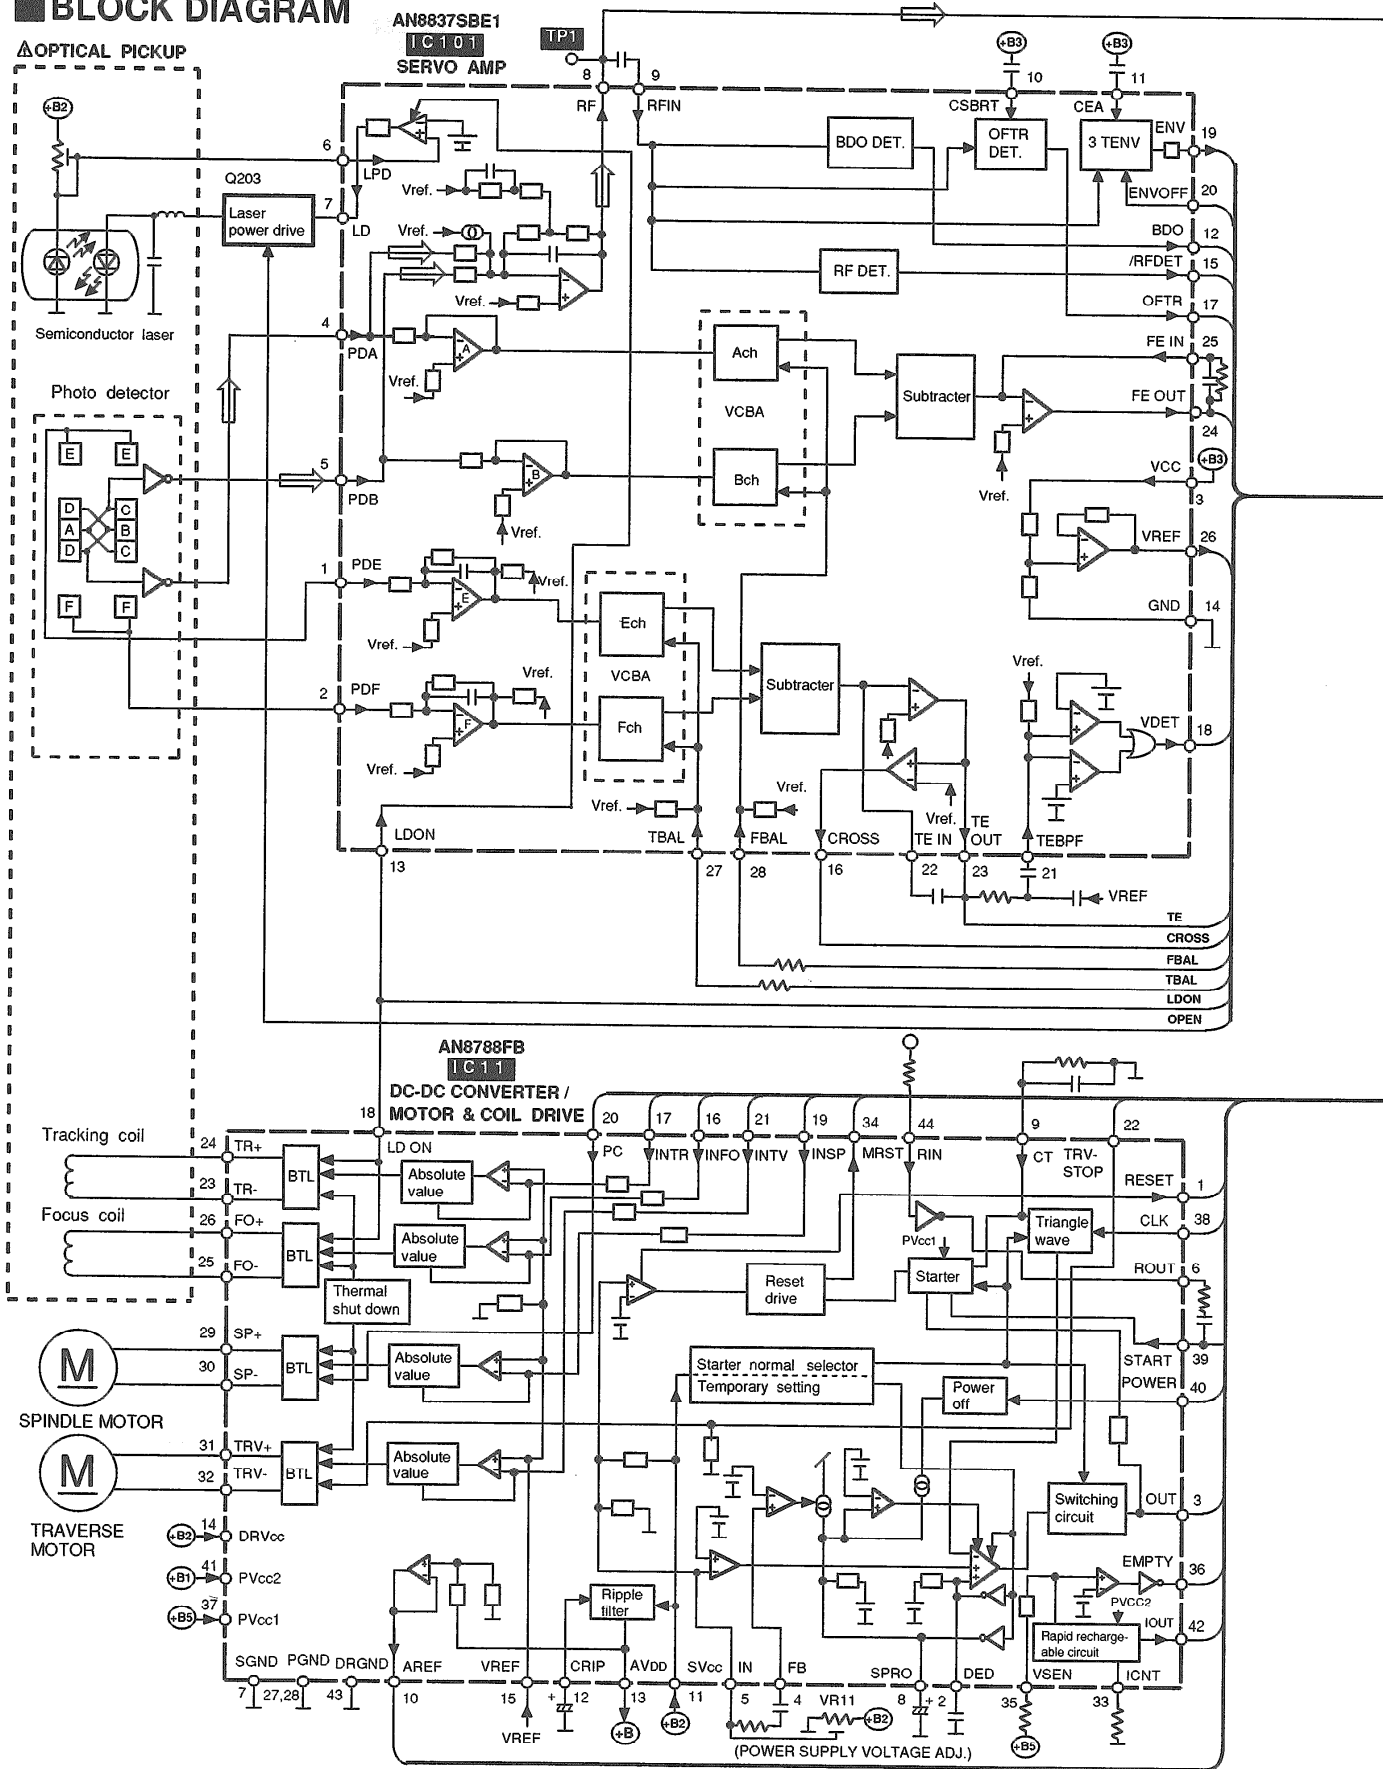 ■BLOCK DIAGRAM
⚠OPTICAL PICKUP
AN8837SBE1
IC101
SERVO AMP
TP1
+B3
+B3
8
9
10
11
RF
RFIN
CSBRT
CEA
+B2
6
LPD
BDO DET.
OFTR
DET.
3 TENV
ENV
19
ENVOFF
20
Q203
Laser
power drive
7
LD
Vref.
Vref.
Vref.
BDO
12
/RFDET
15
RF DET.
OFTR
17
Semiconductor laser
4
PDA
A
Vref.
Ach
VCBA
Bch
Subtracter
FE IN
25
FE OUT
24
Vref.
Photo detector
E
E
D
A
D
C
B
C
F
F
5
PDB
B
Vref.
+B3
VCC
3
VREF
26
GND
14
1
PDE
E
Vref.
Vref.
Ech
VCBA
Fch
Subtracter
2
PDF
F
Vref.
Vref.
Vref.
VDET
18
Vref.
Vref.
Vref.
LDON
13
TBAL
27
FBAL
28
CROSS
16
TE IN
22
TE
OUT
23
TEBPF
21
VREF
TE
CROSS
FBAL
TBAL
LDON
OPEN
AN8788FB
IC11
DC-DC CONVERTER /
MOTOR & COIL DRIVE
18
20
17
16
21
19
34
44
9
22
LD ON
PC
INTR
INFO
INTV
INSP
MRST
RIN
CT
TRV-
STOP
Tracking coil
24
TR+
23
TR-
BTL
Absolute
value
RESET
1
Focus coil
26
FO+
25
FO-
BTL
Absolute
value
PVcc1
Triangle
wave
CLK
38
ROUT
6
Thermal
shut down
Reset
drive
Starter
START
39
29
SP+
30
SP-
M
SPINDLE MOTOR
BTL
Absolute
value
Starter normal selector
Temporary setting
Power
off
POWER
40
31
TRV+
32
TRV-
M
TRAVERSE
MOTOR
BTL
Absolute
value
Switching
circuit
OUT
3
+B2
14
DRVcc
+B1
41
PVcc2
+B5
37
PVcc1
Ripple
filter
EMPTY
36
PVCC2
IOUT
42
Rapid recharge-
able circuit
SGND
PGND
DRGND
AREF
VREF
CRIP
AVDD
SVcc
IN
FB
SPRO
DED
VSEN
ICNT
7
27,28
43
10
15
+
12
13
11
5
4
8
+
2
35
33
VREF
+B
+B2
VR11
+B2
+B5
(POWER SUPPLY VOLTAGE ADJ.)